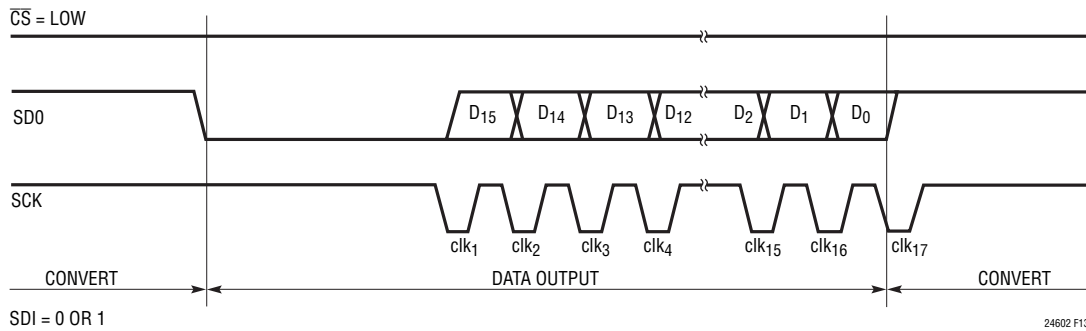 CS = LOW
SD0
D15 D14 D13 D12 D2 D1 D0
SCK
clk1 clk2 clk3 clk4 clk15 clk16 clk17
CONVERT DATA OUTPUT CONVERT
SDI = 0 OR 1
24602 F13